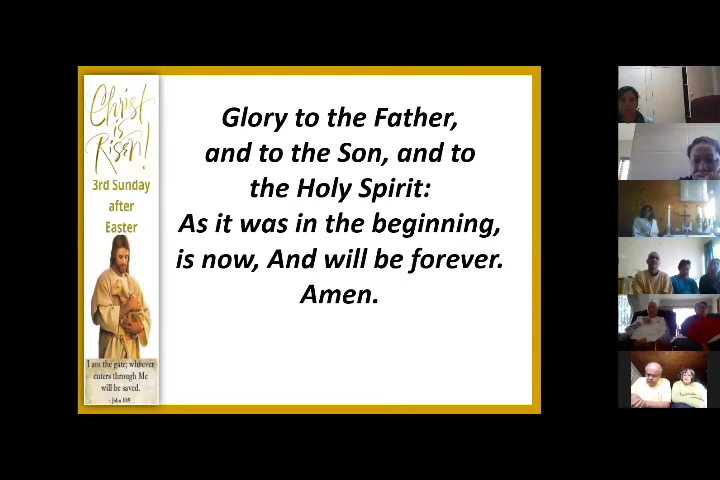 Christ
is
Risen!
3rd Sunday
after
Easter
I am the gate; whoever
enters through Me
will be saved.
- John 10:9
Glory to the Father,
and to the Son, and to
the Holy Spirit:
As it was in the beginning,
is now, And will be forever.
Amen.